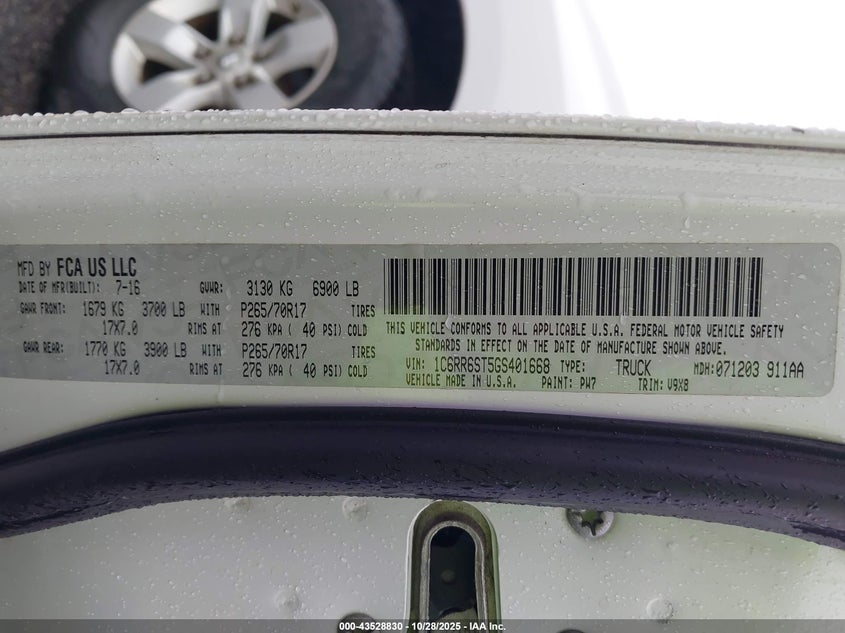 MFD BY FCA US LLC
DATE OF MFR(BUILT): 7-16 GVWR: 3130 KG 6900 LB
GAWR FRONT: 1679 KG 3700 LB WITH P265/70R17 TIRES
17X7.0 RIMS AT 276 KPA ( 40 PSI) COLD
GAWR REAR: 1770 KG 3900 LB WITH P265/70R17 TIRES
17X7.0 RIMS AT 276 KPA ( 40 PSI) COLD
THIS VEHICLE CONFORMS TO ALL APPLICABLE U.S.A. FEDERAL MOTOR VEHICLE SAFETY
STANDARDS IN EFFECT ON THE DATE OF MANUFACTURE SHOWN ABOVE.
VIN: 1C6RR6ST5GS401668 TYPE: TRUCK MDH:071203 911AA
VEHICLE MADE IN U.S.A. PAINT: PW7 TRIM: V9X8
000-43528830 - 10/28/2025 - IAA Inc.